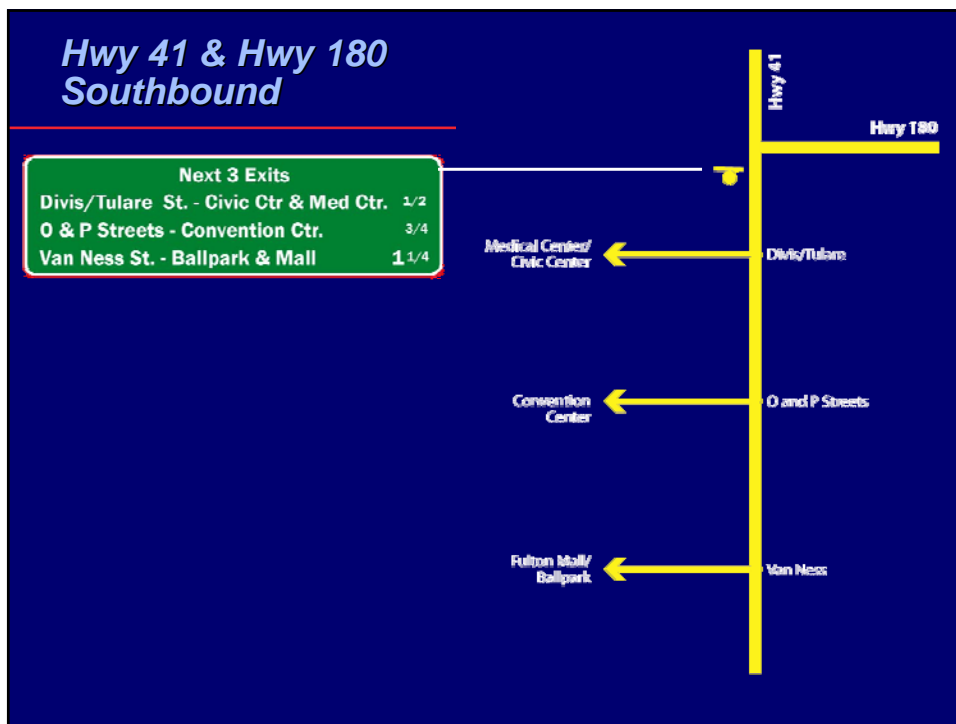 Hwy 41 & Hwy 180
Southbound
Next 3 Exits
Divis/Tulare St. - Civic Ctr & Med Ctr. 1/2
O & P Streets - Convention Ctr. 3/4
Van Ness St. - Ballpark & Mall 1 1/4
Hwy 41
Hwy 180
Medical Center/
Civic Center
Divis/Tulare
Convention
Center
O and P Streets
Fulton Mall/
Ballpark
Van Ness